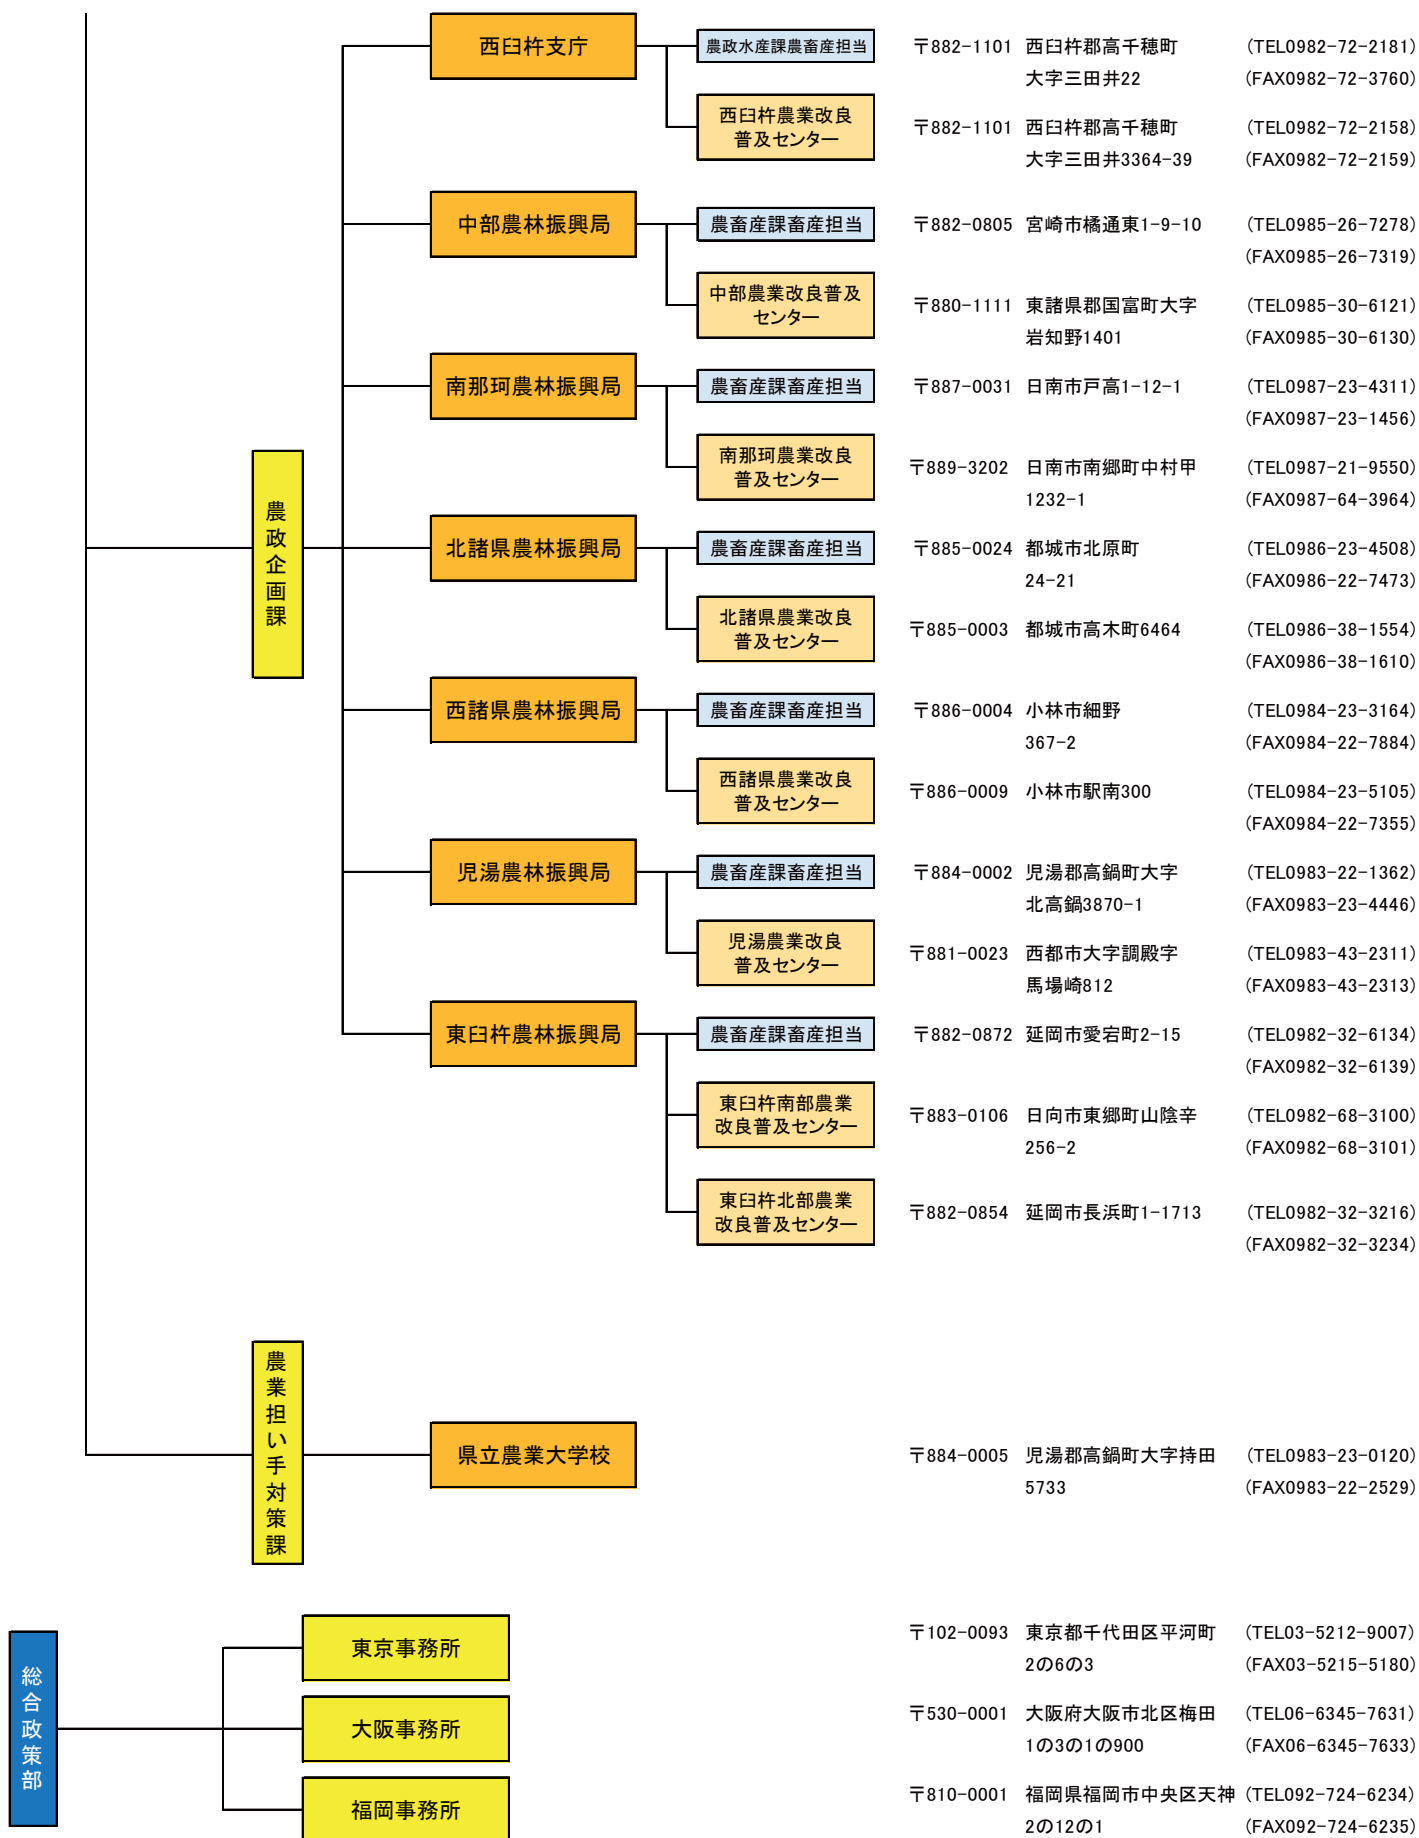 西臼杵支庁
農政水産課農畜産担当
〒882-1101 西臼杵郡高千穂町 (TEL0982-72-2181)
大字三田井22 (FAX0982-72-3760)
西臼杵農業改良
普及センター
〒882-1101 西臼杵郡高千穂町 (TEL0982-72-2158)
大字三田井3364-39 (FAX0982-72-2159)
中部農林振興局
農畜産課畜産担当
〒882-0805 宮崎市橘通東1-9-10 (TEL0985-26-7278)
(FAX0985-26-7319)
中部農業改良普及
センター
〒880-1111 東諸県郡国富町大字 (TEL0985-30-6121)
岩知野1401 (FAX0985-30-6130)
南那珂農林振興局
農畜産課畜産担当
〒887-0031 日南市戸高1-12-1 (TEL0987-23-4311)
(FAX0987-23-1456)
南那珂農業改良
普及センター
〒889-3202 日南市南郷町中村甲 (TEL0987-21-9550)
1232-1 (FAX0987-64-3964)
農政企画課
北諸県農林振興局
農畜産課畜産担当
〒885-0024 都城市北原町 (TEL0986-23-4508)
24-21 (FAX0986-22-7473)
北諸県農業改良
普及センター
〒885-0003 都城市高木町6464 (TEL0986-38-1554)
(FAX0986-38-1610)
西諸県農林振興局
農畜産課畜産担当
〒886-0004 小林市細野 (TEL0984-23-3164)
367-2 (FAX0984-22-7884)
西諸県農業改良
普及センター
〒886-0009 小林市駅南300 (TEL0984-23-5105)
(FAX0984-22-7355)
児湯農林振興局
農畜産課畜産担当
〒884-0002 児湯郡高鍋町大字 (TEL0983-22-1362)
北高鍋3870-1 (FAX0983-23-4446)
児湯農業改良
普及センター
〒881-0023 西都市大字調殿字 (TEL0983-43-2311)
馬場崎812 (FAX0983-43-2313)
東臼杵農林振興局
農畜産課畜産担当
〒882-0872 延岡市愛宕町2-15 (TEL0982-32-6134)
(FAX0982-32-6139)
東臼杵南部農業
改良普及センター
〒883-0106 日向市東郷町山陰辛 (TEL0982-68-3100)
256-2 (FAX0982-68-3101)
東臼杵北部農業
改良普及センター
〒882-0854 延岡市長浜町1-1713 (TEL0982-32-3216)
(FAX0982-32-3234)
農業担い手対策課
県立農業大学校
〒884-0005 児湯郡高鍋町大字持田 (TEL0983-23-0120)
5733 (FAX0983-22-2529)
総合政策部
東京事務所
〒102-0093 東京都千代田区平河町 (TEL03-5212-9007)
2の6の3 (FAX03-5215-5180)
大阪事務所
〒530-0001 大阪府大阪市北区梅田 (TEL06-6345-7631)
1の3の1の900 (FAX06-6345-7633)
福岡事務所
〒810-0001 福岡県福岡市中央区天神 (TEL092-724-6234)
2の12の1 (FAX092-724-6235)